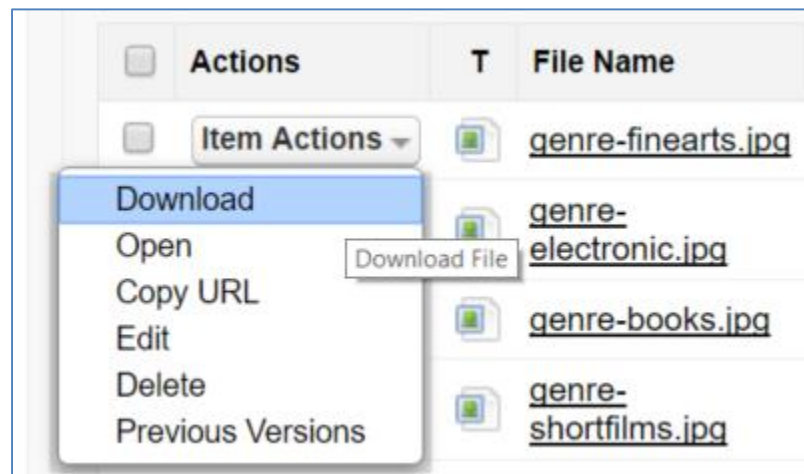 Actions T File Name
Item Actions genre-finearts.jpg
Download
genre-
electronic.jpg
Open
Download File
Copy URL
genre-books.jpg
Edit
Delete
genre-
shortfilms.jpg
Previous Versions